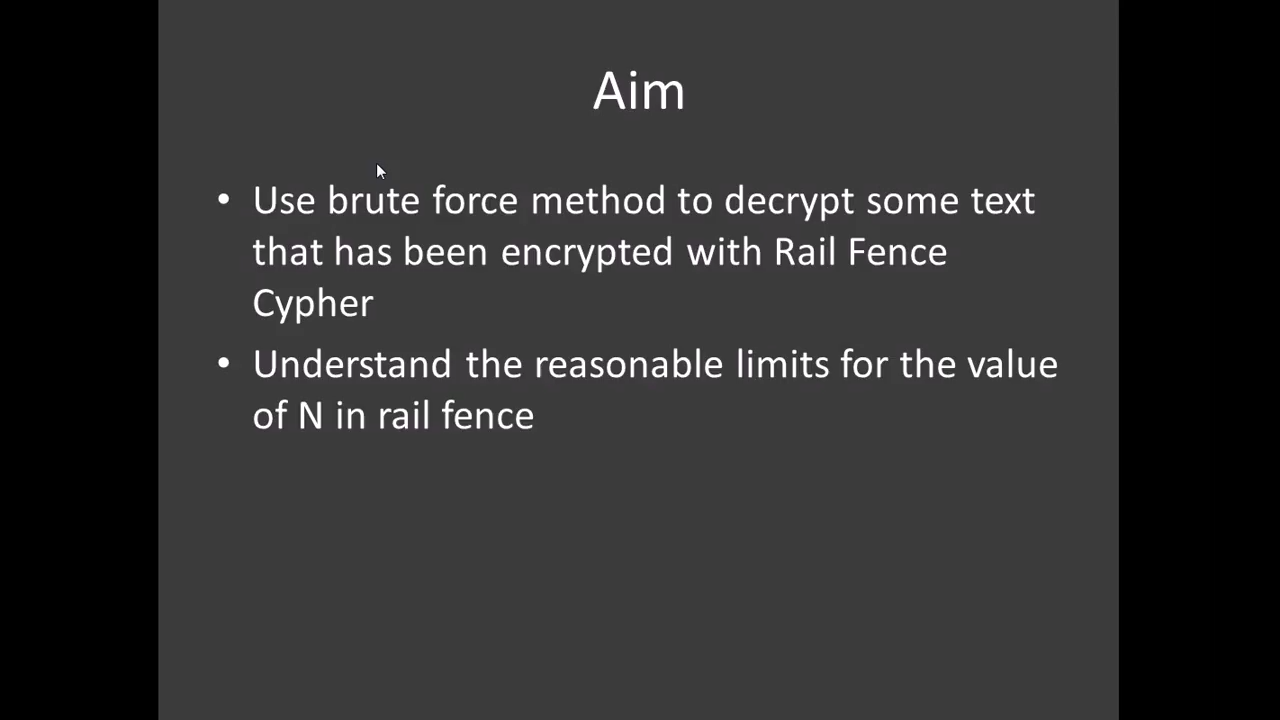 Aim
• Use brute force method to decrypt some text
that has been encrypted with Rail Fence
Cypher
• Understand the reasonable limits for the value
of N in rail fence